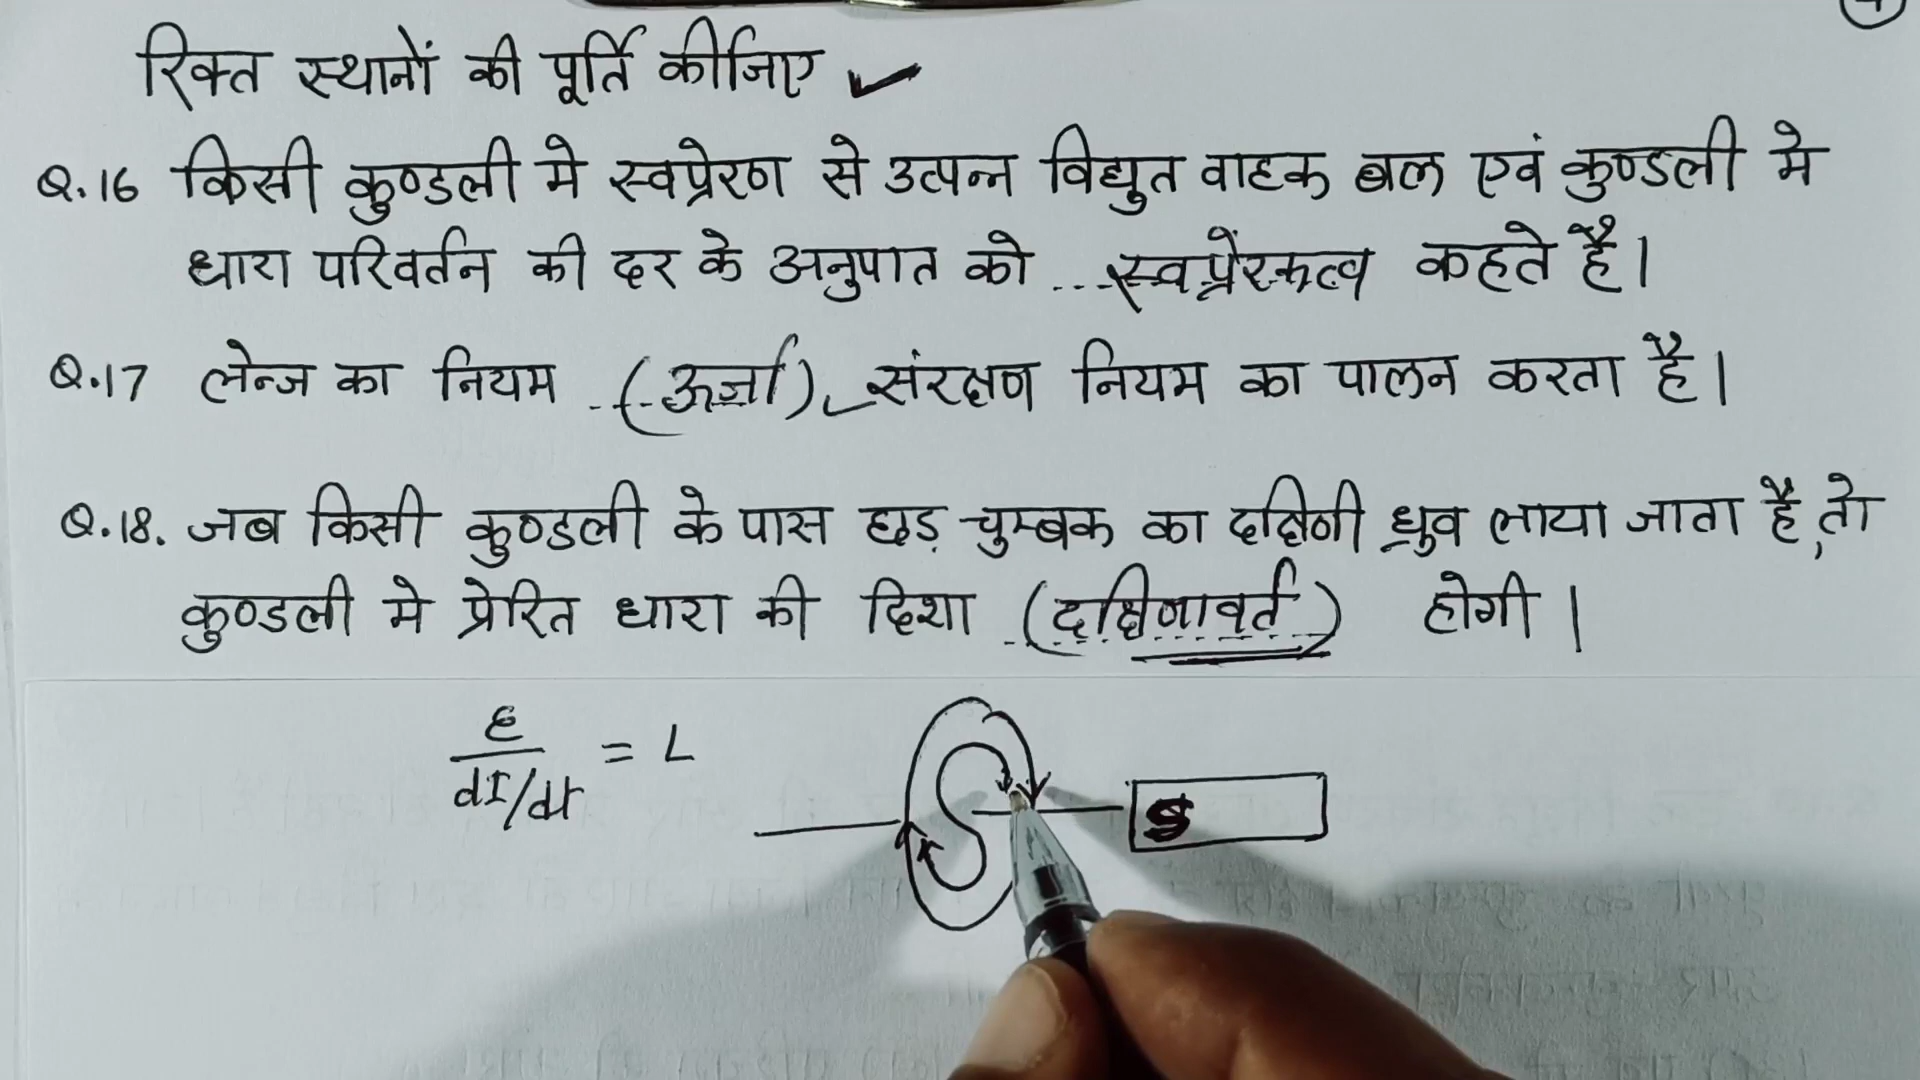 रिक्त स्थानों की पूर्ति कीजिए ✓
Q.16 किसी कुण्डली मे स्वप्रेरण से उत्पन्न विद्युत वाहक बल एवं कुण्डली मे
धारा परिवर्तन की दर के अनुपात को ...स्वप्रेरकत्व कहते है।
Q.17 लेन्ज का नियम ..(ऊर्जा).. संरक्षण नियम का पालन करता है।
Q.18. जब किसी कुण्डली के पास छड़ चुम्बक का दक्षिणी ध्रुव लाया जाता है, तो
कुण्डली मे प्रेरित धारा की दिशा ..(दक्षिणावर्त) होगी।
ε
dI/dt = L
S